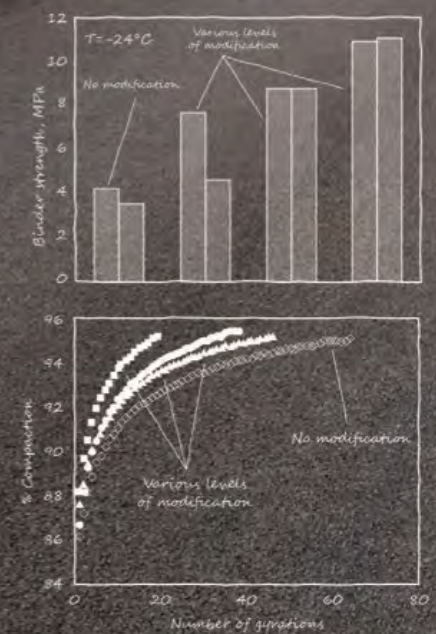 12
10
8
6
4
2
0
Binder strength, MPa
T=-24°C
Various levels
of modification
No modification
96
94
92
90
88
86
84
% Compaction
No modification
Various levels
of modification
0 20 40 60 80
Number of gyrations